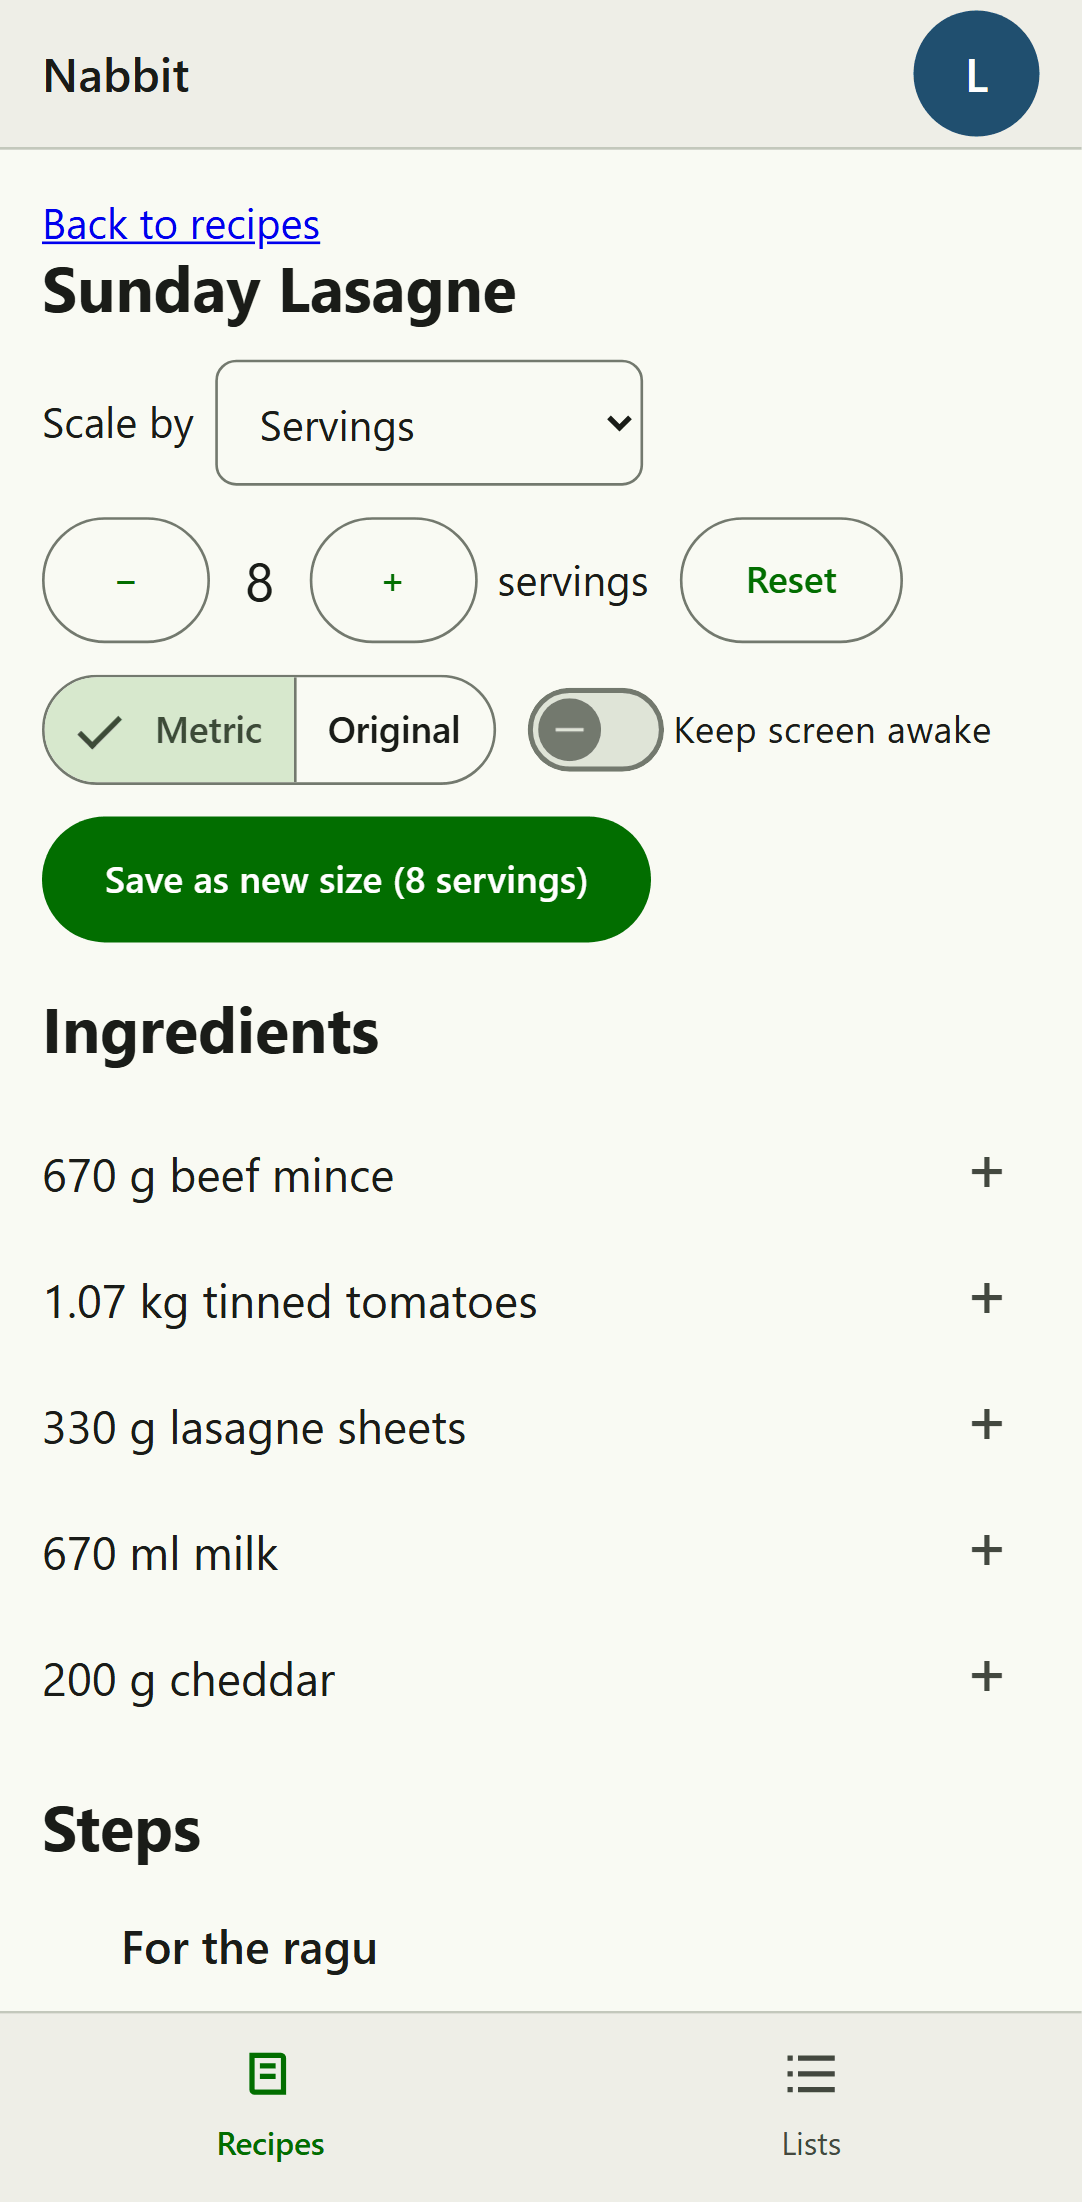 Nabbit
L
Back to recipes
Sunday Lasagne
Scale by Servings
− 8 + servings Reset
Metric Original Keep screen awake
Save as new size (8 servings)
Ingredients
670 g beef mince +
1.07 kg tinned tomatoes +
330 g lasagne sheets +
670 ml milk +
200 g cheddar +
Steps
For the ragu
Recipes Lists